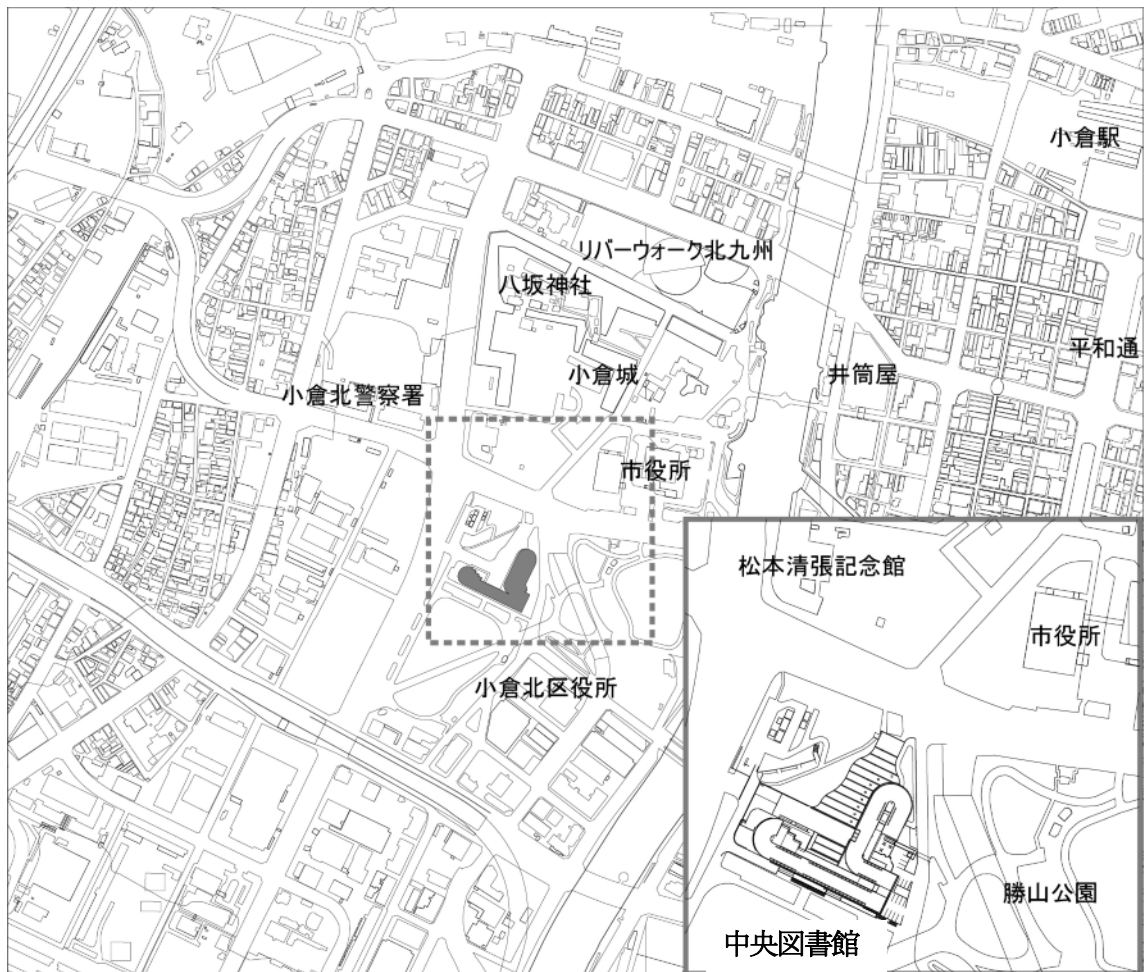 小倉駅
リバーウォーク北九州
八坂神社
平和通
小倉城
井筒屋
小倉北警察署
市役所
松本清張記念館
市役所
小倉北区役所
勝山公園
中央図書館